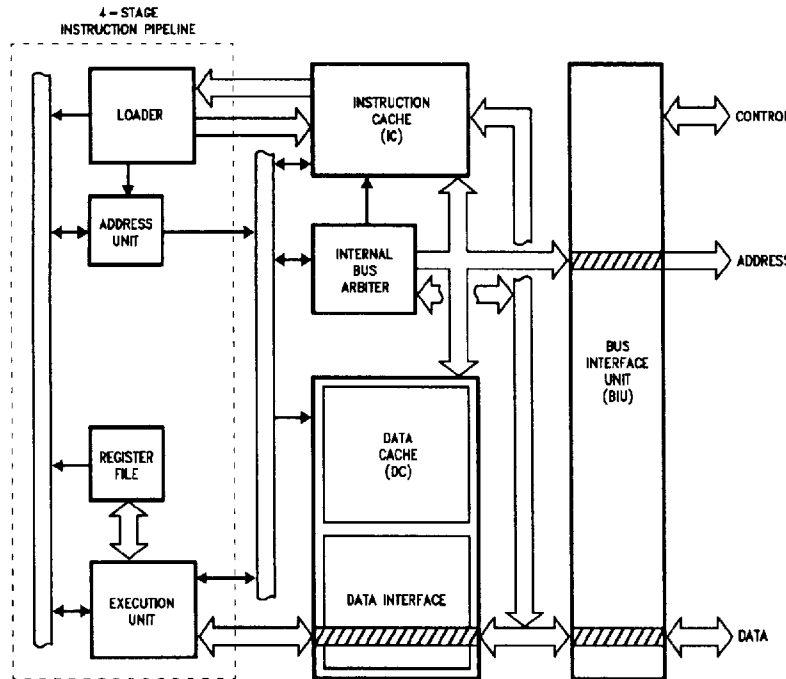 4-STAGE
INSTRUCTION PIPELINE
LOADER
INSTRUCTION
CACHE
(IC)
CONTROL
ADDRESS
UNIT
INTERNAL
BUS
ARBITER
ADDRESS
BUS
INTERFACE
UNIT
(BIU)
DATA
CACHE
(DC)
REGISTER
FILE
EXECUTION
UNIT
DATA INTERFACE
DATA